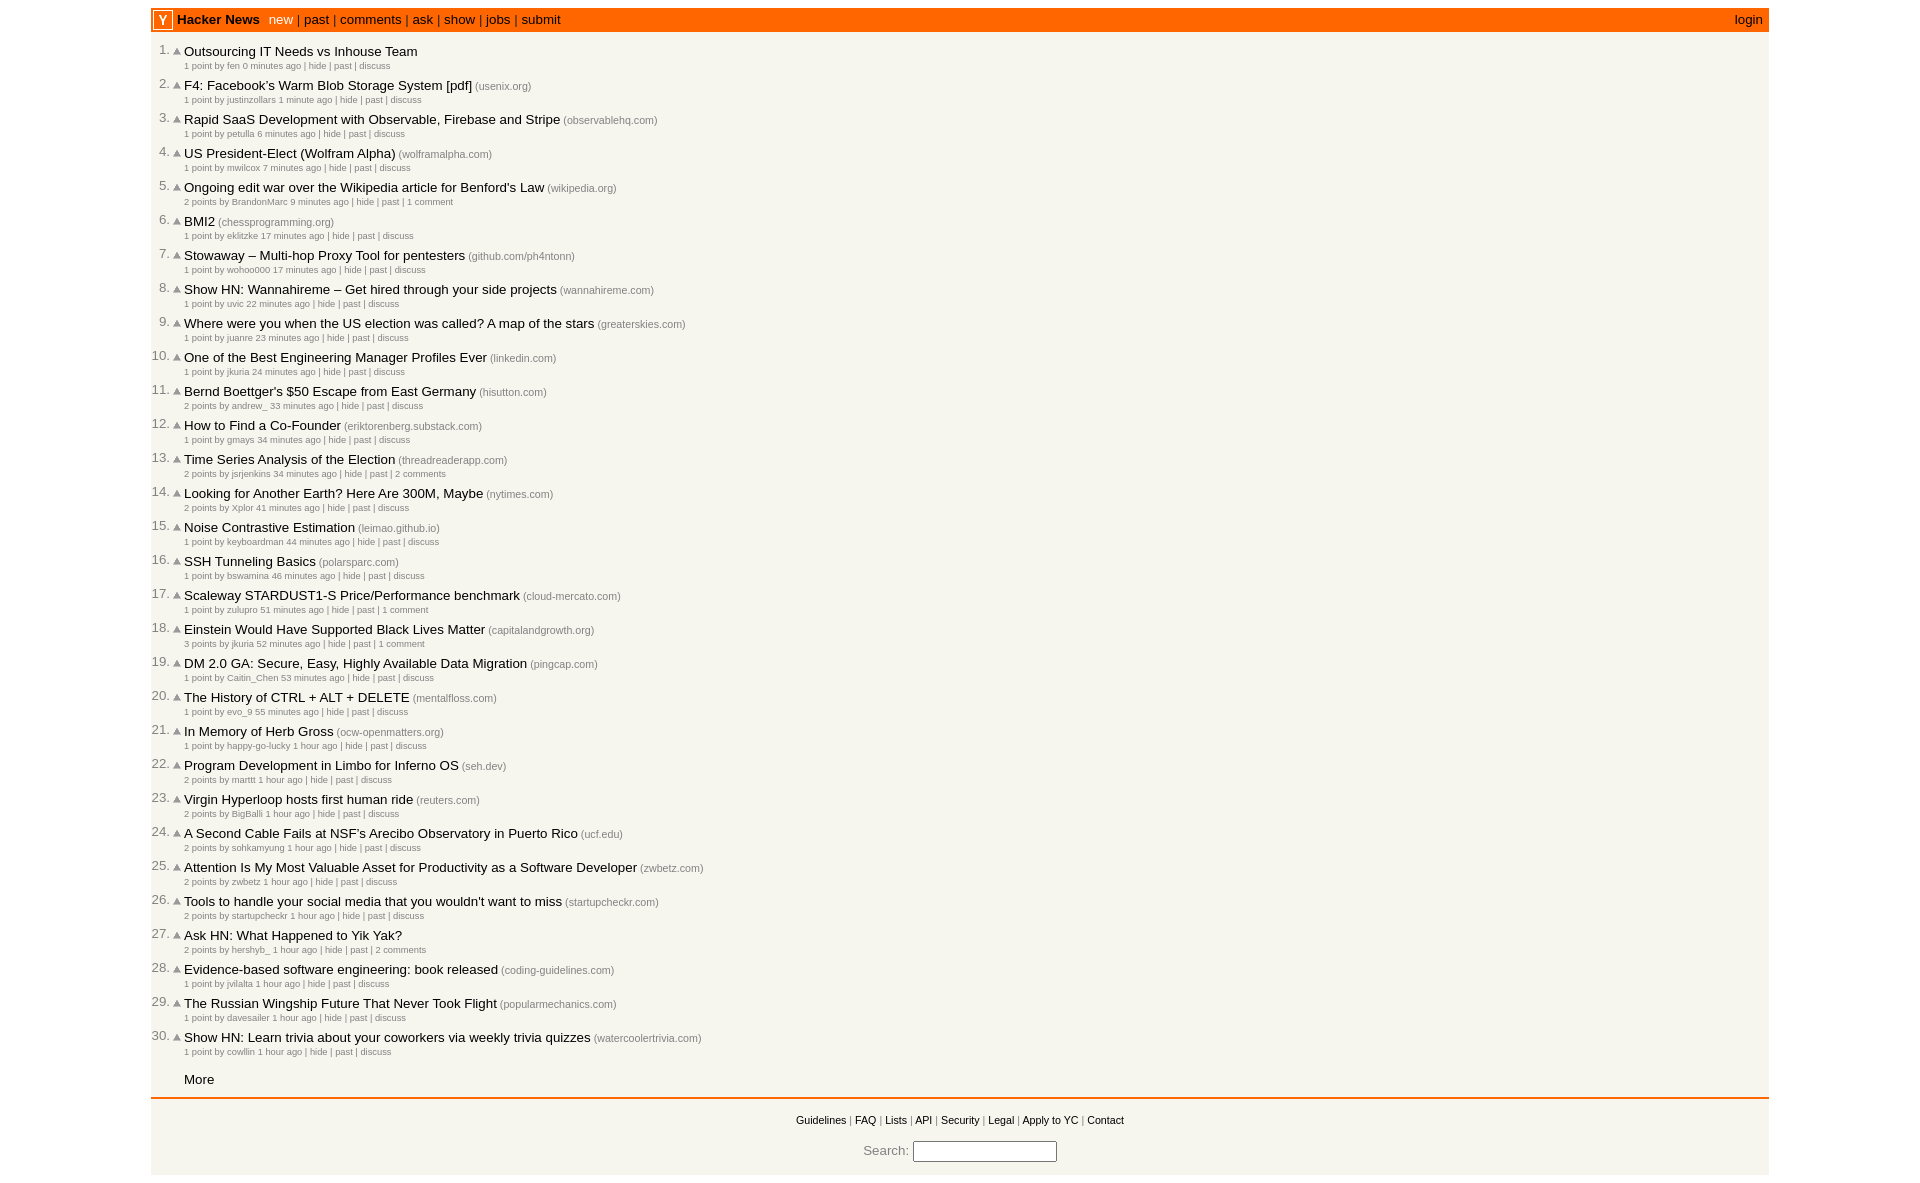 Y Hacker News new | past | comments | ask | show | jobs | submit login
1. Outsourcing IT Needs vs Inhouse Team
1 point by fen 0 minutes ago | hide | past | discuss
2. F4: Facebook's Warm Blob Storage System [pdf] (usenix.org)
1 point by justinzollars 1 minute ago | hide | past | discuss
3. Rapid SaaS Development with Observable, Firebase and Stripe (observablehq.com)
1 point by petulla 6 minutes ago | hide | past | discuss
4. US President-Elect (Wolfram Alpha) (wolframalpha.com)
1 point by mwilcox 7 minutes ago | hide | past | discuss
5. Ongoing edit war over the Wikipedia article for Benford's Law (wikipedia.org)
2 points by BrandonMarc 9 minutes ago | hide | past | 1 comment
6. BMI2 (chessprogramming.org)
1 point by eklitzke 17 minutes ago | hide | past | discuss
7. Stowaway – Multi-hop Proxy Tool for pentesters (github.com/ph4ntonn)
1 point by wohoo000 17 minutes ago | hide | past | discuss
8. Show HN: Wannahireme – Get hired through your side projects (wannahireme.com)
1 point by uvic 22 minutes ago | hide | past | discuss
9. Where were you when the US election was called? A map of the stars (greaterskies.com)
1 point by juanre 23 minutes ago | hide | past | discuss
10. One of the Best Engineering Manager Profiles Ever (linkedin.com)
1 point by jkuria 24 minutes ago | hide | past | discuss
11. Bernd Boettger's $50 Escape from East Germany (hisutton.com)
2 points by andrew_ 33 minutes ago | hide | past | discuss
12. How to Find a Co-Founder (eriktorenberg.substack.com)
1 point by gmays 34 minutes ago | hide | past | discuss
13. Time Series Analysis of the Election (threadreaderapp.com)
2 points by jsrjenkins 34 minutes ago | hide | past | 2 comments
14. Looking for Another Earth? Here Are 300M, Maybe (nytimes.com)
2 points by Xplor 41 minutes ago | hide | past | discuss
15. Noise Contrastive Estimation (leimao.github.io)
1 point by keyboardman 44 minutes ago | hide | past | discuss
16. SSH Tunneling Basics (polarsparc.com)
1 point by bswamina 46 minutes ago | hide | past | discuss
17. Scaleway STARDUST1-S Price/Performance benchmark (cloud-mercato.com)
1 point by zulupro 51 minutes ago | hide | past | 1 comment
18. Einstein Would Have Supported Black Lives Matter (capitalandgrowth.org)
3 points by jkuria 52 minutes ago | hide | past | 1 comment
19. DM 2.0 GA: Secure, Easy, Highly Available Data Migration (pingcap.com)
1 point by Caitin_Chen 53 minutes ago | hide | past | discuss
20. The History of CTRL + ALT + DELETE (mentalfloss.com)
1 point by evo_9 55 minutes ago | hide | past | discuss
21. In Memory of Herb Gross (ocw-openmatters.org)
1 point by happy-go-lucky 1 hour ago | hide | past | discuss
22. Program Development in Limbo for Inferno OS (seh.dev)
2 points by marttt 1 hour ago | hide | past | discuss
23. Virgin Hyperloop hosts first human ride (reuters.com)
2 points by BigBalli 1 hour ago | hide | past | discuss
24. A Second Cable Fails at NSF's Arecibo Observatory in Puerto Rico (ucf.edu)
2 points by sohkamyung 1 hour ago | hide | past | discuss
25. Attention Is My Most Valuable Asset for Productivity as a Software Developer (zwbetz.com)
2 points by zwbetz 1 hour ago | hide | past | discuss
26. Tools to handle your social media that you wouldn't want to miss (startupcheckr.com)
2 points by startupcheckr 1 hour ago | hide | past | discuss
27. Ask HN: What Happened to Yik Yak?
2 points by hershyb_ 1 hour ago | hide | past | 2 comments
28. Evidence-based software engineering: book released (coding-guidelines.com)
1 point by jvilalta 1 hour ago | hide | past | discuss
29. The Russian Wingship Future That Never Took Flight (popularmechanics.com)
1 point by davesailer 1 hour ago | hide | past | discuss
30. Show HN: Learn trivia about your coworkers via weekly trivia quizzes (watercoolertrivia.com)
1 point by cowllin 1 hour ago | hide | past | discuss
More
Guidelines | FAQ | Lists | API | Security | Legal | Apply to YC | Contact
Search: